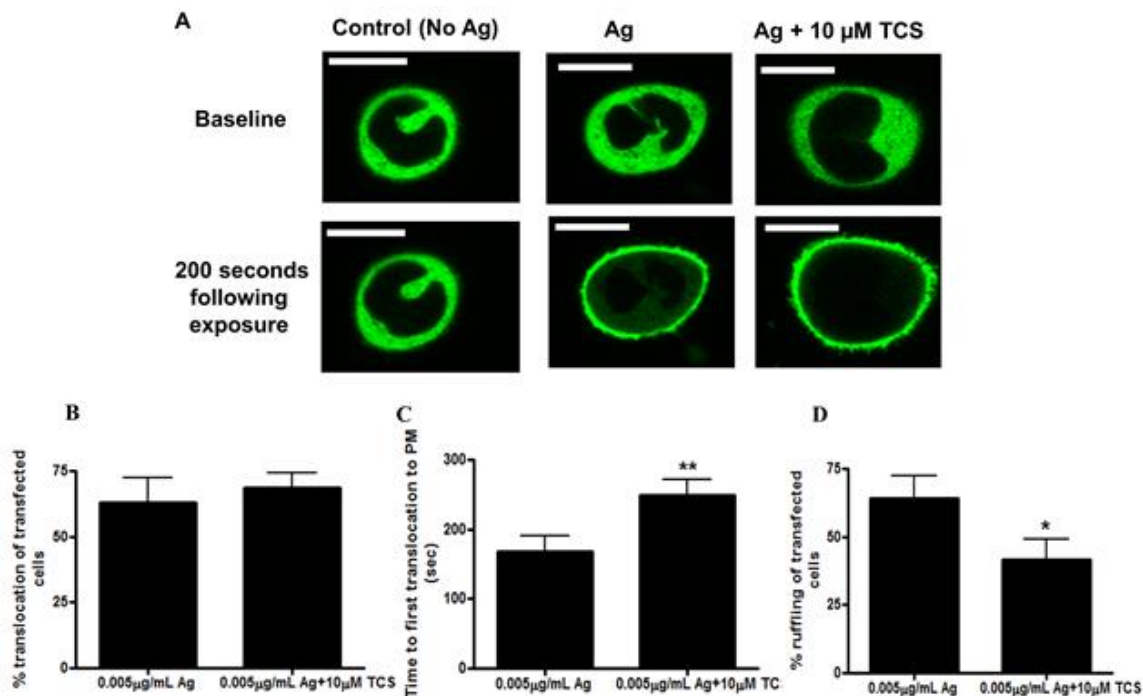 A
Control (No Ag)
Ag
Ag + 10 µM TCS
Baseline
200 seconds
following
exposure
B
% translocation of transfected
cells
75
50
25
0
0.005µg/mL Ag
0.005µg/mL Ag+10µM TCS
C
Time to first translocation to PM
(sec)
300
200
100
0
**
0.005µg/mL Ag
0.005µg/mL Ag+10µM TC
D
% ruffling of transfected
cells
75
50
25
0
*
0.005µg/mL Ag
0.005µg/mL Ag+10µM TCS